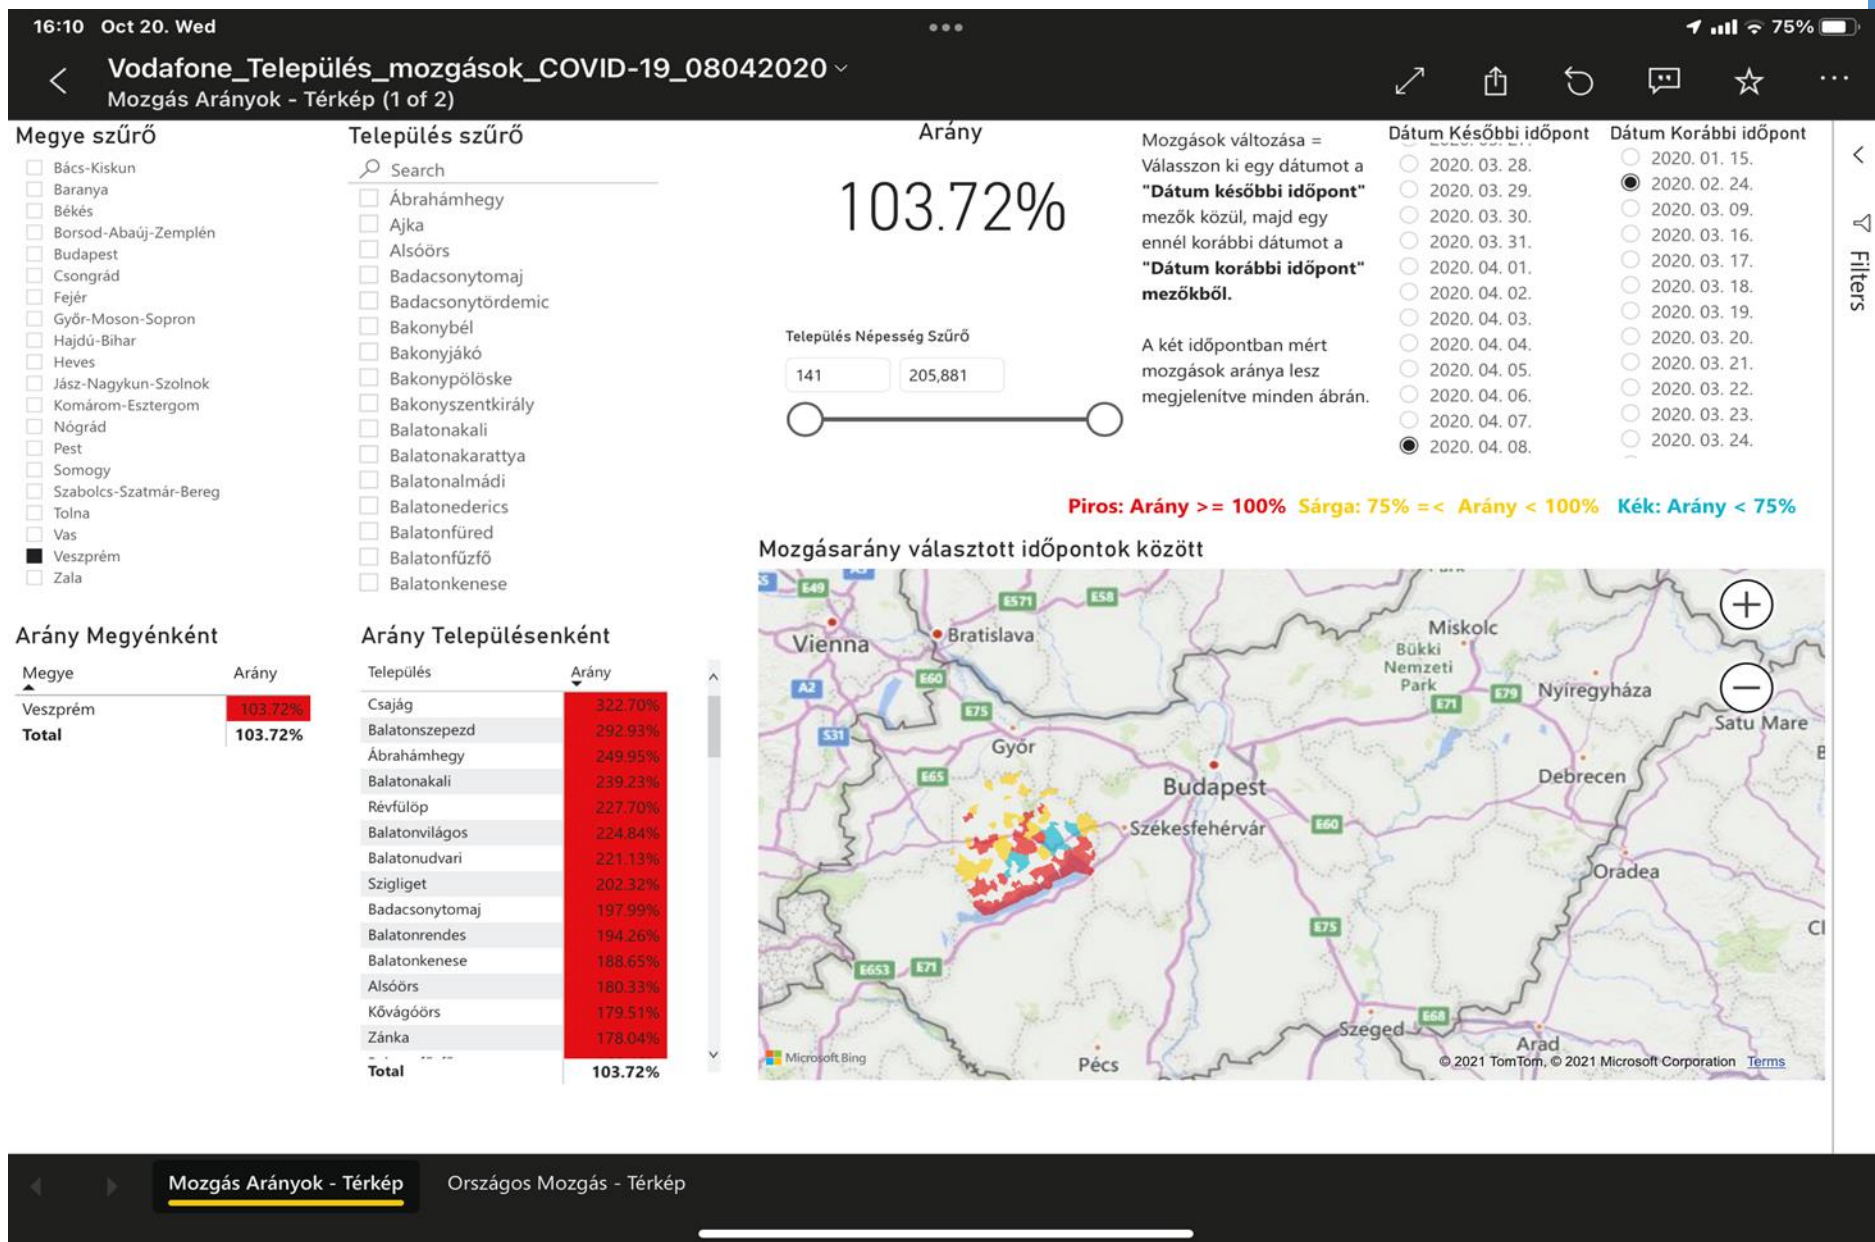 16:10 Oct 20. Wed
75%
Vodafone_Település_mozgások_COVID-19_08042020
Mozgás Arányok - Térkép (1 of 2)
Megye szűrő
Bács-Kiskun
Baranya
Békés
Borsod-Abaúj-Zemplén
Budapest
Csongrád
Fejér
Győr-Moson-Sopron
Hajdú-Bihar
Heves
Jász-Nagykun-Szolnok
Komárom-Esztergom
Nógrád
Pest
Somogy
Szabolcs-Szatmár-Bereg
Tolna
Vas
Veszprém
Zala
Település szűrő
Search
Ábrahámhegy
Ajka
Alsóörs
Badacsonytomaj
Badacsonytördemic
Bakonybél
Bakonyjákó
Bakonypölöske
Bakonyszentkirály
Balatonakali
Balatonakarattya
Balatonalmádi
Balatonederics
Balatonfüred
Balatonfűzfő
Balatonkenese
Arány
103.72%
Település Népesség Szűrő
141 205,881
Mozgások változása =
Válasszon ki egy dátumot a
"Dátum későbbi időpont"
mezők közül, majd egy
ennél korábbi dátumot a
"Dátum korábbi időpont"
mezőkből.
A két időpontban mért
mozgások aránya lesz
megjelenítve minden ábrán.
Dátum Későbbi időpont
2020. 03. 28.
2020. 03. 29.
2020. 03. 30.
2020. 03. 31.
2020. 04. 01.
2020. 04. 02.
2020. 04. 03.
2020. 04. 04.
2020. 04. 05.
2020. 04. 06.
2020. 04. 07.
2020. 04. 08.
Dátum Korábbi időpont
2020. 01. 15.
2020. 02. 24.
2020. 03. 09.
2020. 03. 16.
2020. 03. 17.
2020. 03. 18.
2020. 03. 19.
2020. 03. 20.
2020. 03. 21.
2020. 03. 22.
2020. 03. 23.
2020. 03. 24.
Filters
Piros: Arány >= 100% Sárga: 75% =< Arány < 100% Kék: Arány < 75%
Arány Megyénként
Megye Arány
Veszprém 103.72%
Total 103.72%
Arány Településenként
Település Arány
Csajág 322.70%
Balatonszepezd 292.93%
Ábrahámhegy 249.95%
Balatonakali 239.23%
Révfülöp 227.70%
Balatonvilágos 224.84%
Balatonudvari 221.13%
Szigliget 202.32%
Badacsonytomaj 197.99%
Balatonrendes 194.26%
Balatonkenese 188.65%
Alsóörs 180.33%
Kővágóörs 179.51%
Zánka 178.04%
Total 103.72%
Mozgásarány választott időpontok között
E49
E571
E58
Vienna
Bratislava
Miskolc
Bükki
Nemzeti
Park
A2
E60
E75
E71
E79
Nyíregyháza
Satu Mare
S31
Győr
E65
Budapest
Debrecen
Székesfehérvár
E60
Oradea
E75
E653
E71
Szeged
E68
Arad
Pécs
Microsoft Bing
© 2021 TomTom, © 2021 Microsoft Corporation Terms
Mozgás Arányok - Térkép
Országos Mozgás - Térkép